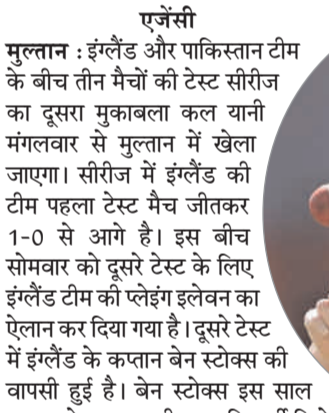 एजेंसी
मुल्तान : इंग्लैंड और पाकिस्तान टीम
के बीच तीन मैचों की टेस्ट सीरीज
का दूसरा मुकाबला कल यानी
मंगलवार से मुल्तान में खेला
जाएगा। सीरीज में इंग्लैंड की
टीम पहला टेस्ट मैच जीतकर
1-0 से आगे है। इस बीच
सोमवार को दूसरे टेस्ट के लिए
इंग्लैंड टीम की प्लेइंग इलेवन का
ऐलान कर दिया गया है। दूसरे टेस्ट
में इंग्लैंड के कप्तान बेन स्टोक्स की
वापसी हुई है। बेन स्टोक्स इस साल